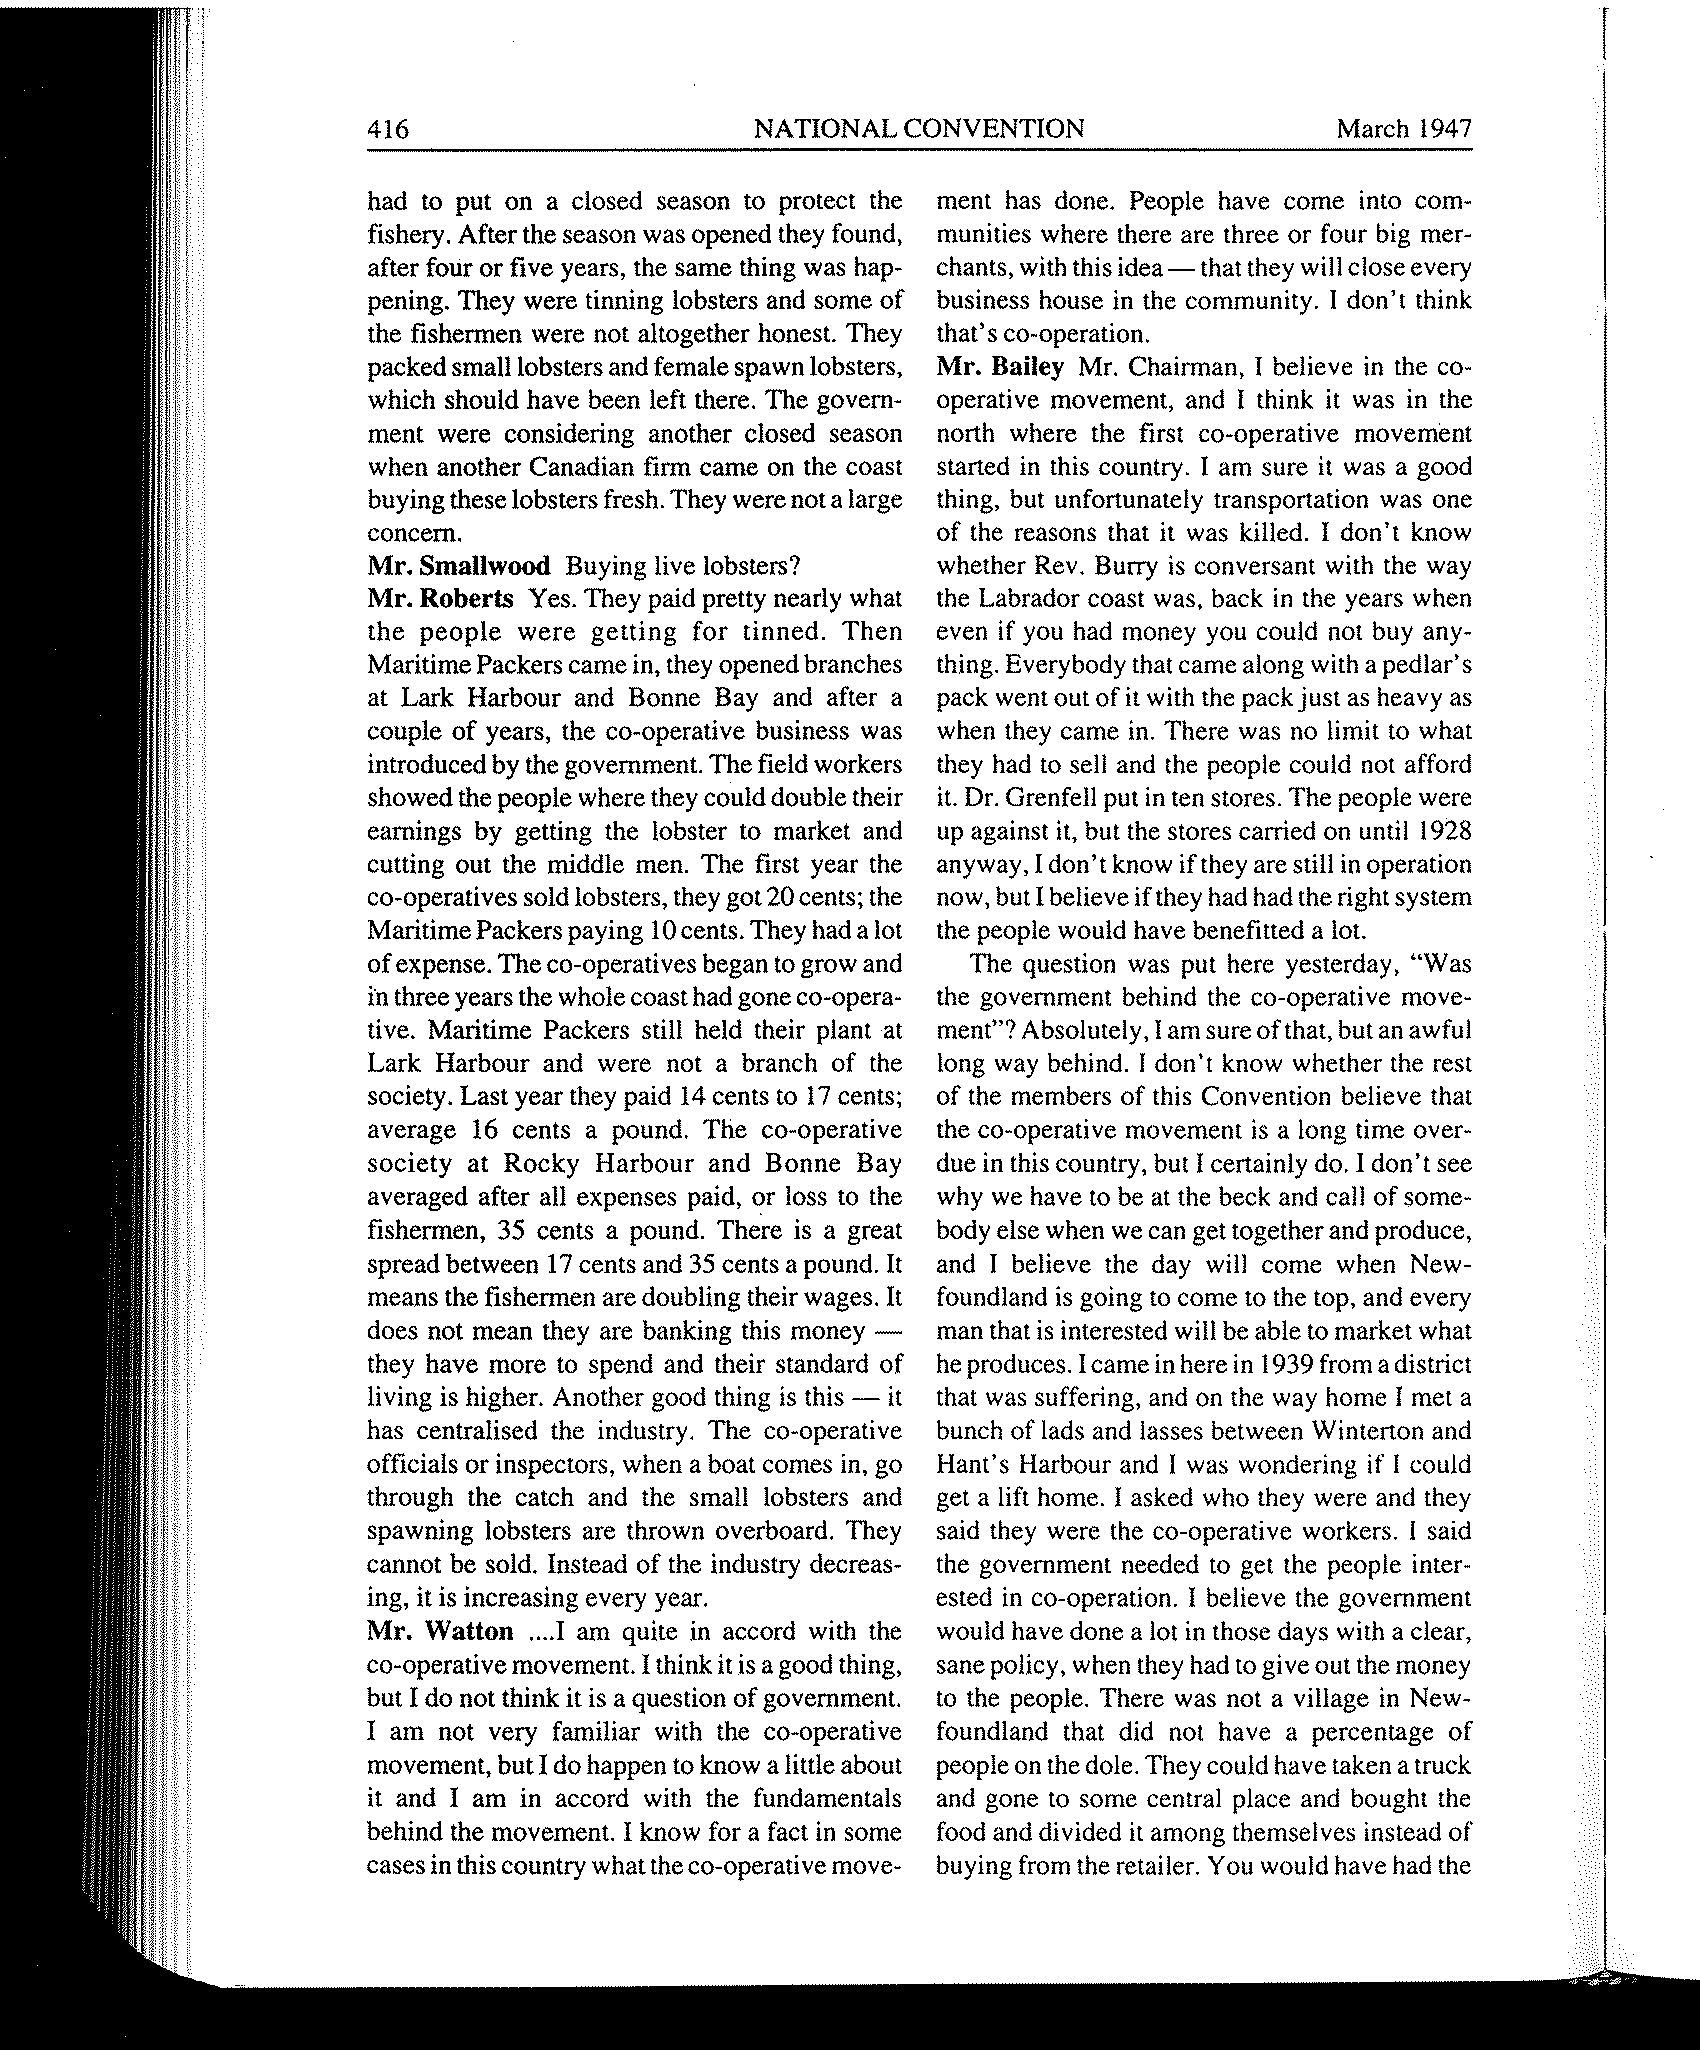 416 NATIONAL CONVENTION March 1947
had to put on a closed season to protect the
fishery. After the season was opened they found,
after four or five years, the same thing was hap-
pening. They were tinning lobsters and some of
the fishermen were not altogether honest. They
packed small lobsters and female spawn lobsters,
which should have been left there. The govern-
ment were considering another closed season
when another Canadian firm came on the coast
buying these lobsters fresh. They were not a large
concern.
Mr. Smallwood Buying live lobsters?
Mr. Roberts Yes. They paid pretty nearly what
the people were getting for tinned. Then
Maritime Packers came in, they opened branches
at Lark Harbour and Bonne Bay and after a
couple of years, the co-operative business was
introduced by the government. The field workers
showed the people where they could double their
earnings by getting the lobster to market and
cutting out the middle men. The first year the
co-operatives sold lobsters, they got 20 cents; the
Maritime Packers paying 10 cents. They had a lot
of expense. The co-operatives began to grow and
in three years the whole coast had gone co-opera-
tive. Maritime Packers still held their plant at
Lark Harbour and were not a branch of the
society. Last year they paid 14 cents to 17 cents;
average 16 cents a pound. The co-operative
society at Rocky Harbour and Bonne Bay
averaged after all expenses paid, or loss to the
fishermen, 35 cents a pound. There is a great
spread between 17 cents and 35 cents a pound. It
means the fishermen are doubling their wages. It
does not mean they are banking this money —
they have more to spend and their standard of
living is higher. Another good thing is this — it
has centralised the industry. The co-operative
officials or inspectors, when a boat comes in, go
through the catch and the small lobsters and
spawning lobsters are thrown overboard. They
cannot be sold. Instead of the industry decreas-
ing, it is increasing every year.
Mr. Watton ....I am quite in accord with the
co-operative movement. I think it is a good thing,
but I do not think it is a question of government.
I am not very familiar with the co-operative
movement, but I do happen to know a little about
it and I am in accord with the fundamentals
behind the movement. I know for a fact in some
cases in this country what the co-operative move-
ment has done. People have come into com-
munities where there are three or four big mer-
chants, with this idea — that they will close every
business house in the community. I don't think
that's co-operation.
Mr. Bailey Mr. Chairman, I believe in the co-
operative movement, and I think it was in the
north where the first co-operative movement
started in this country. I am sure it was a good
thing, but unfortunately transportation was one
of the reasons that it was killed. I don't know
whether Rev. Burry is conversant with the way
the Labrador coast was, back in the years when
even if you had money you could not buy any-
thing. Everybody that came along with a pedlar's
pack went out of it with the pack just as heavy as
when they came in. There was no limit to what
they had to sell and the people could not afford
it. Dr. Grenfell put in ten stores. The people were
up against it, but the stores carried on until 1928
anyway, I don't know if they are still in operation
now, but I believe if they had had the right system
the people would have benefitted a lot.
The question was put here yesterday, “Was
the government behind the co-operative move-
ment”? Absolutely, I am sure of that, but an awful
long way behind. I don't know whether the rest
of the members of this Convention believe that
the co-operative movement is a long time over-
due in this country, but I certainly do. I don't see
why we have to be at the beck and call of some-
body else when we can get together and produce,
and I believe the day will come when New-
foundland is going to come to the top, and every
man that is interested will be able to market what
he produces. I came in here in 1939 from a district
that was suffering, and on the way home I met a
bunch of lads and lasses between Winterton and
Hant's Harbour and I was wondering if I could
get a lift home. I asked who they were and they
said they were the co-operative workers. I said
the government needed to get the people inter-
ested in co-operation. I believe the government
would have done a lot in those days with a clear,
sane policy, when they had to give out the money
to the people. There was not a village in New-
foundland that did not have a percentage of
people on the dole. They could have taken a truck
and gone to some central place and bought the
food and divided it among themselves instead of
buying from the retailer. You would have had the